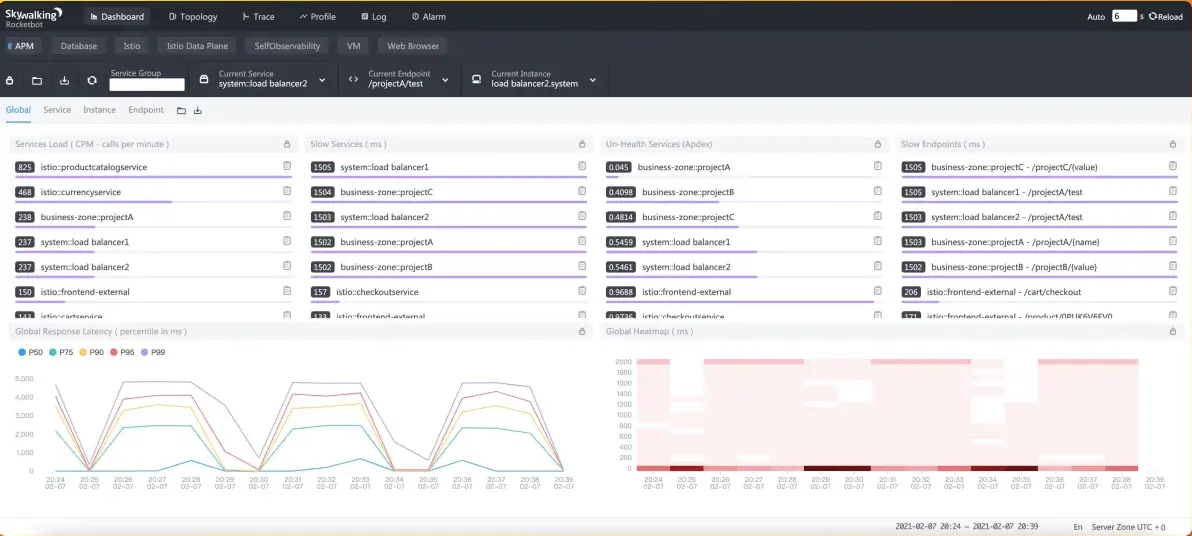 Skywalking
Rocketbot
Dashboard Topology Trace Profile Log Alarm
Auto 6 s Reload
APM Database Istio Istio Data Plane SelfObservability VM Web Browser
Service Group
Current Service
system::load balancer2
Current Endpoint
/projectA/test
Current Instance
load balancer2.system
Global Service Instance Endpoint
Services Load ( CPM - calls per minute )
825 istio::productcatalogservice
468 istio::currencyservice
238 business-zone::projectA
237 system::load balancer1
237 system::load balancer2
150 istio::frontend-external
143 istio::cartservice
Slow Services ( ms )
1505 system::load balancer1
1504 business-zone::projectC
1503 system::load balancer2
1502 business-zone::projectA
1502 business-zone::projectB
157 istio::checkoutservice
133 istio::frontend-external
Un-Health Services (Apdex)
0.045 business-zone::projectA
0.4098 business-zone::projectB
0.4814 business-zone::projectC
0.5459 system::load balancer1
0.5461 system::load balancer2
0.9688 istio::frontend-external
0.9736 istio::checkoutservice
Slow Endpoints ( ms )
1505 business-zone::projectC - /projectC/{value}
1505 system::load balancer1 - /projectA/test
1503 system::load balancer2 - /projectA/test
1503 business-zone::projectA - /projectA/{name}
1502 business-zone::projectB - /projectB/{value}
206 istio::frontend-external - /cart/checkout
171 istio::frontend-external - /product/0PUK6V6EV0
Global Response Latency ( percentile in ms )
P50 P75 P90 P95 P99
5,000
4,000
3,000
2,000
1,000
0
20:24 20:25 20:26 20:27 20:28 20:29 20:30 20:31 20:32 20:33 20:34 20:35 20:36 20:37 20:38 20:39
02-07 02-07 02-07 02-07 02-07 02-07 02-07 02-07 02-07 02-07 02-07 02-07 02-07 02-07 02-07 02-07
Global Heatmap ( ms )
2000
1800
1600
1400
1200
1000
800
600
400
200
0
20:24 20:25 20:26 20:27 20:28 20:29 20:30 20:31 20:32 20:33 20:34 20:35 20:36 20:37 20:38 20:39
02-07 02-07 02-07 02-07 02-07 02-07 02-07 02-07 02-07 02-07 02-07 02-07 02-07 02-07 02-07 02-07
2021-02-07 20:24 ~ 2021-02-07 20:39 En Server Zone UTC + 0